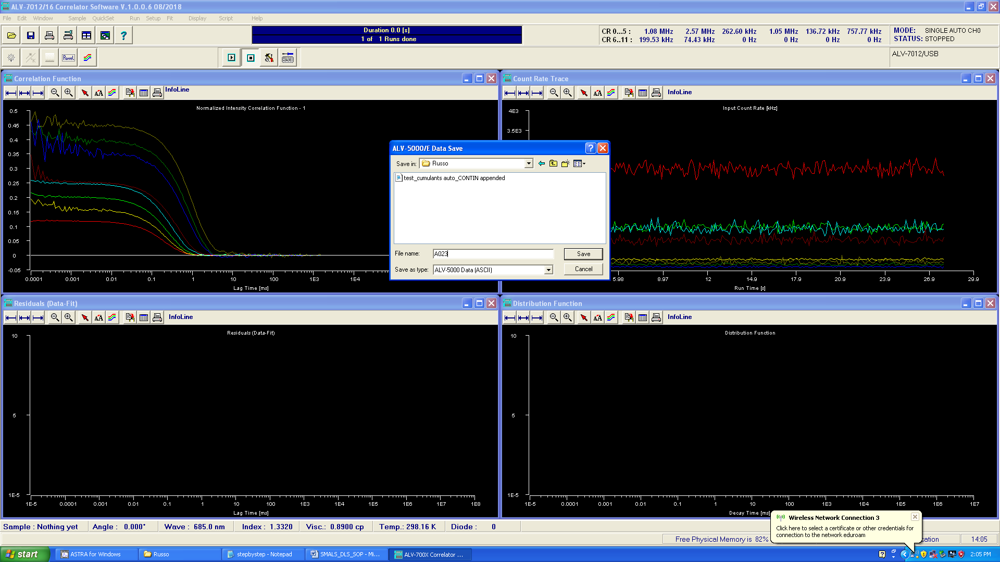 ALV-7012/16 Correlator Software V.1.0.0.6 08/2018
File Edit Window Sample QuickSet Run Setup Fit Display Script Help
Duration 0.0 [s]
1 of 1 Runs done
CR 0...5 : 1.08 MHz 2.57 MHz 262.60 kHz 1.05 MHz 136.72 kHz 757.77 kHz
CR 6..11 : 199.53 kHz 74.43 kHz 0 Hz 0 Hz 0 Hz 0 Hz
MODE: SINGLE AUTO CH0
STATUS: STOPPED
Panel
ALV-7012/USB
Correlation Function
InfoLine
Normalized Intensity Correlation Function - 1
0.5
0.45
0.4
0.35
0.3
0.25
0.2
0.15
0.1
0.05
0
-0.05
0.0001 0.001 0.01 0.1 1 10 100 1E3 1E4
Lag Time [ms]
Count Rate Trace
InfoLine
Input Count Rate [kHz]
4E3
3.5E3
5.98 8.97 12 14.9 17.9 20.9 23.9 26.9 29.9
Run Time [s]
ALV-5000/E Data Save
Save in: Russo
test_cumulants auto_CONTIN appended
File name: A023
Save
Save as type: ALV-5000 Data (ASCII)
Cancel
Residuals (Data-Fit)
InfoLine
Residuals (Data-Fit)
10
5
1E-5
1E-5 0.0001 0.001 0.01 0.1 1 10 100 1E3 1E4 1E5 1E6 1E7 1E8
Lag Time [ms]
Distribution Function
InfoLine
Distribution Function
10
5
1E-5
1E-5 0.0001 0.001 0.01 0.1 1 10 100 1E3 1E4 1E5 1E6 1E7
Decay Time [ms]
Wireless Network Connection 3
Click here to select a certificate or other credentials for
connection to the network eduroam
Sample : Nothing yet Angle : 0.000° Wave : 685.0 nm Index : 1.3320 Visc.: 0.8900 cp Temp.: 298.16 K Diode : 0
Free Physical Memory is 82% cation 14:05
start ASTRA for Windows Russo stepbystep - Notepad SMALS_DLS_SOP - Mi... ALV-700X Correlator ... 2:05 PM